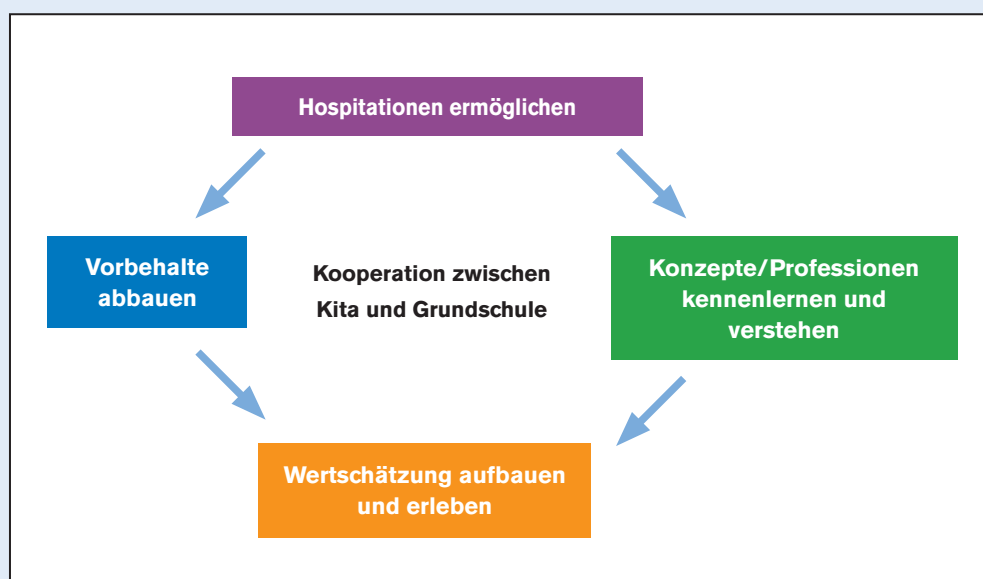 Hospitationen ermöglichen
Vorbehalte
abbauen
Kooperation zwischen
Kita und Grundschule
Konzepte/Professionen
kennenlernen und
verstehen
Wertschätzung aufbauen
und erleben